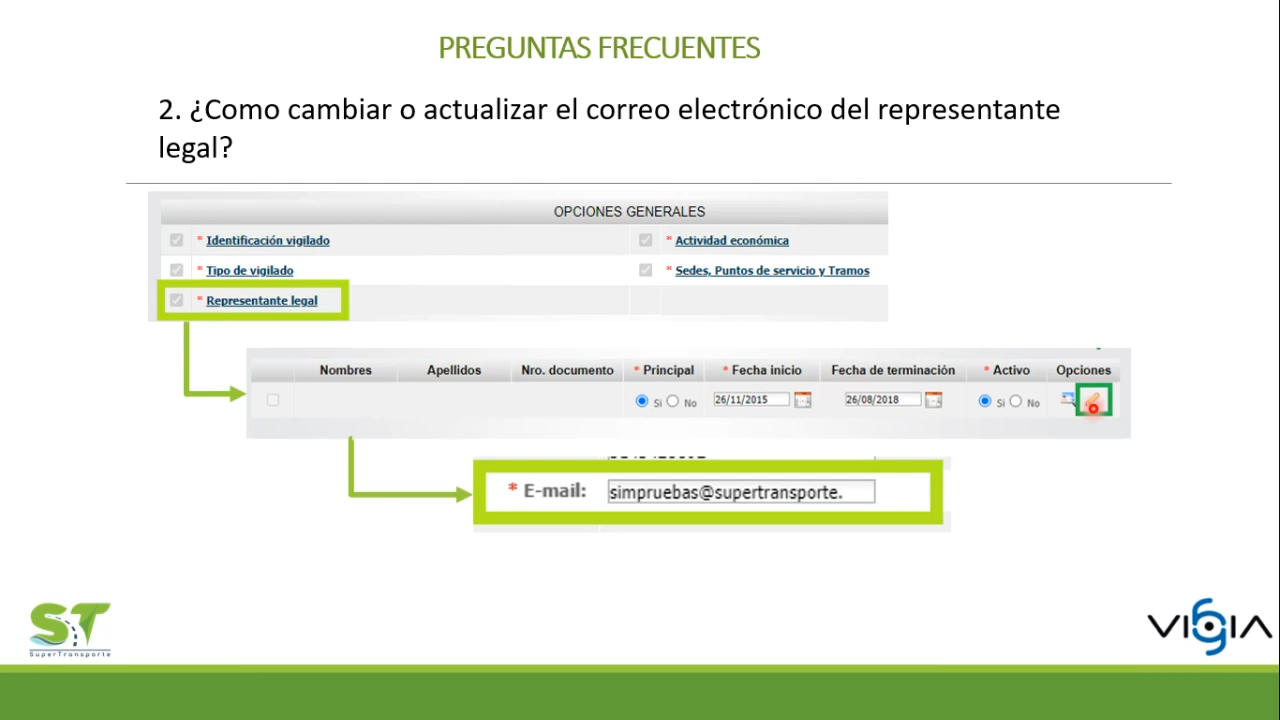 PREGUNTAS FRECUENTES
2. ¿Como cambiar o actualizar el correo electrónico del representante
legal?
OPCIONES GENERALES
* Identificación vigilado * Actividad económica
* Tipo de vigilado * Sedes, Puntos de servicio y Tramos
* Representante legal
Nombres Apellidos Nro. documento * Principal * Fecha inicio Fecha de terminación * Activo Opciones
Si No 26/11/2015 26/08/2018 Si No
* E-mail: simpruebas@supertransporte.
ST
SuperTransporte
VIGIA